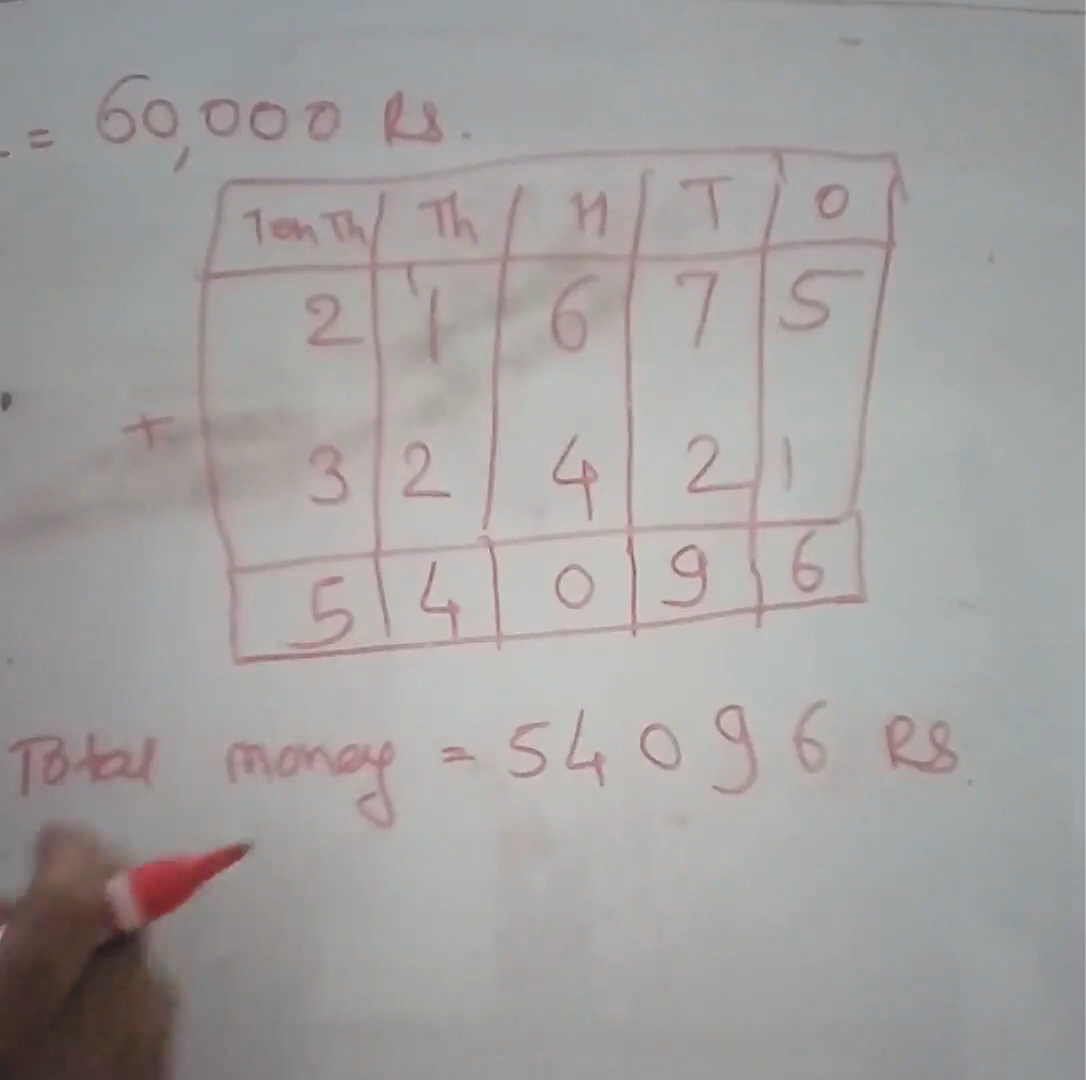 = 60,000 Rs.
Ten Th Th H T O
2 1 6 7 5
+
3 2 4 2 1
5 4 0 9 6
Total money = 54096 RS